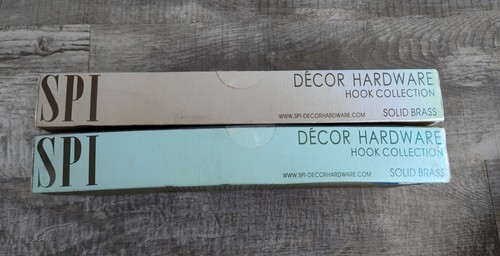 SPI
DÉCOR HARDWARE
HOOK COLLECTION
WWW.SPI-DECORHARDWARE.COM
SOLID BRASS
SPI
DÉCOR HARDWARE
HOOK COLLECTION
WWW.SPI-DECORHARDWARE.COM
SOLID BRASS